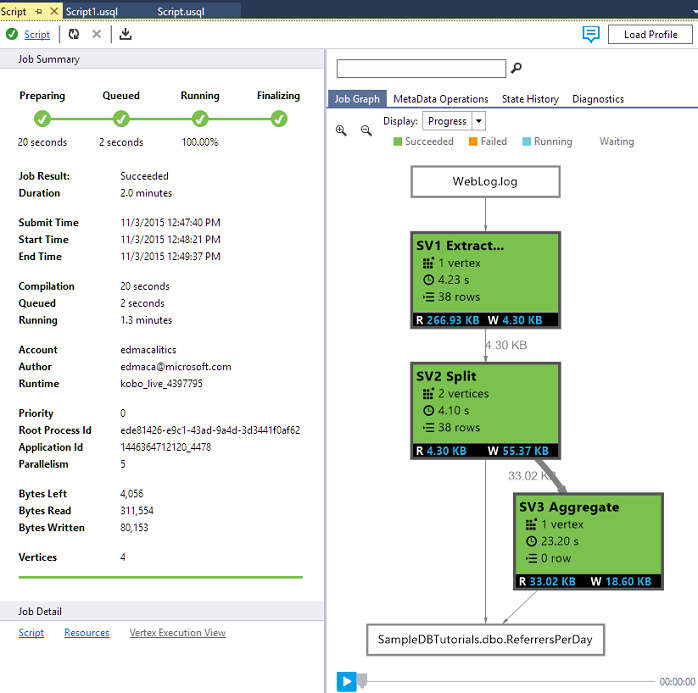 Script
Script1.usql
Script.usql
Script
Load Profile
Job Summary
Preparing Queued Running Finalizing
20 seconds 2 seconds 100.00%
Job Result: Succeeded
Duration 2.0 minutes
Submit Time 11/3/2015 12:47:40 PM
Start Time 11/3/2015 12:48:21 PM
End Time 11/3/2015 12:49:37 PM
Compilation 20 seconds
Queued 2 seconds
Running 1.3 minutes
Account edmacalitics
Author edmaca@microsoft.com
Runtime kobo_live_4397795
Priority 0
Root Process Id ede81426-e9c1-43ad-9a4d-3d3441f0af62
Application Id 1446364712120_4478
Parallelism 5
Bytes Left 4,056
Bytes Read 311,554
Bytes Written 80,153
Vertices 4
Job Detail
Script Resources Vertex Execution View
Job Graph MetaData Operations State History Diagnostics
Display: Progress
Succeeded Failed Running Waiting
WebLog.log
SV1 Extract...
1 vertex
4.23 s
38 rows
R 266.93 KB W 4.30 KB
4.30 KB
SV2 Split
2 vertices
4.10 s
38 rows
R 4.30 KB W 55.37 KB
33.02 KB
SV3 Aggregate
1 vertex
23.20 s
0 row
R 33.02 KB W 18.60 KB
SampleDBTutorials.dbo.ReferrersPerDay
00:00:00